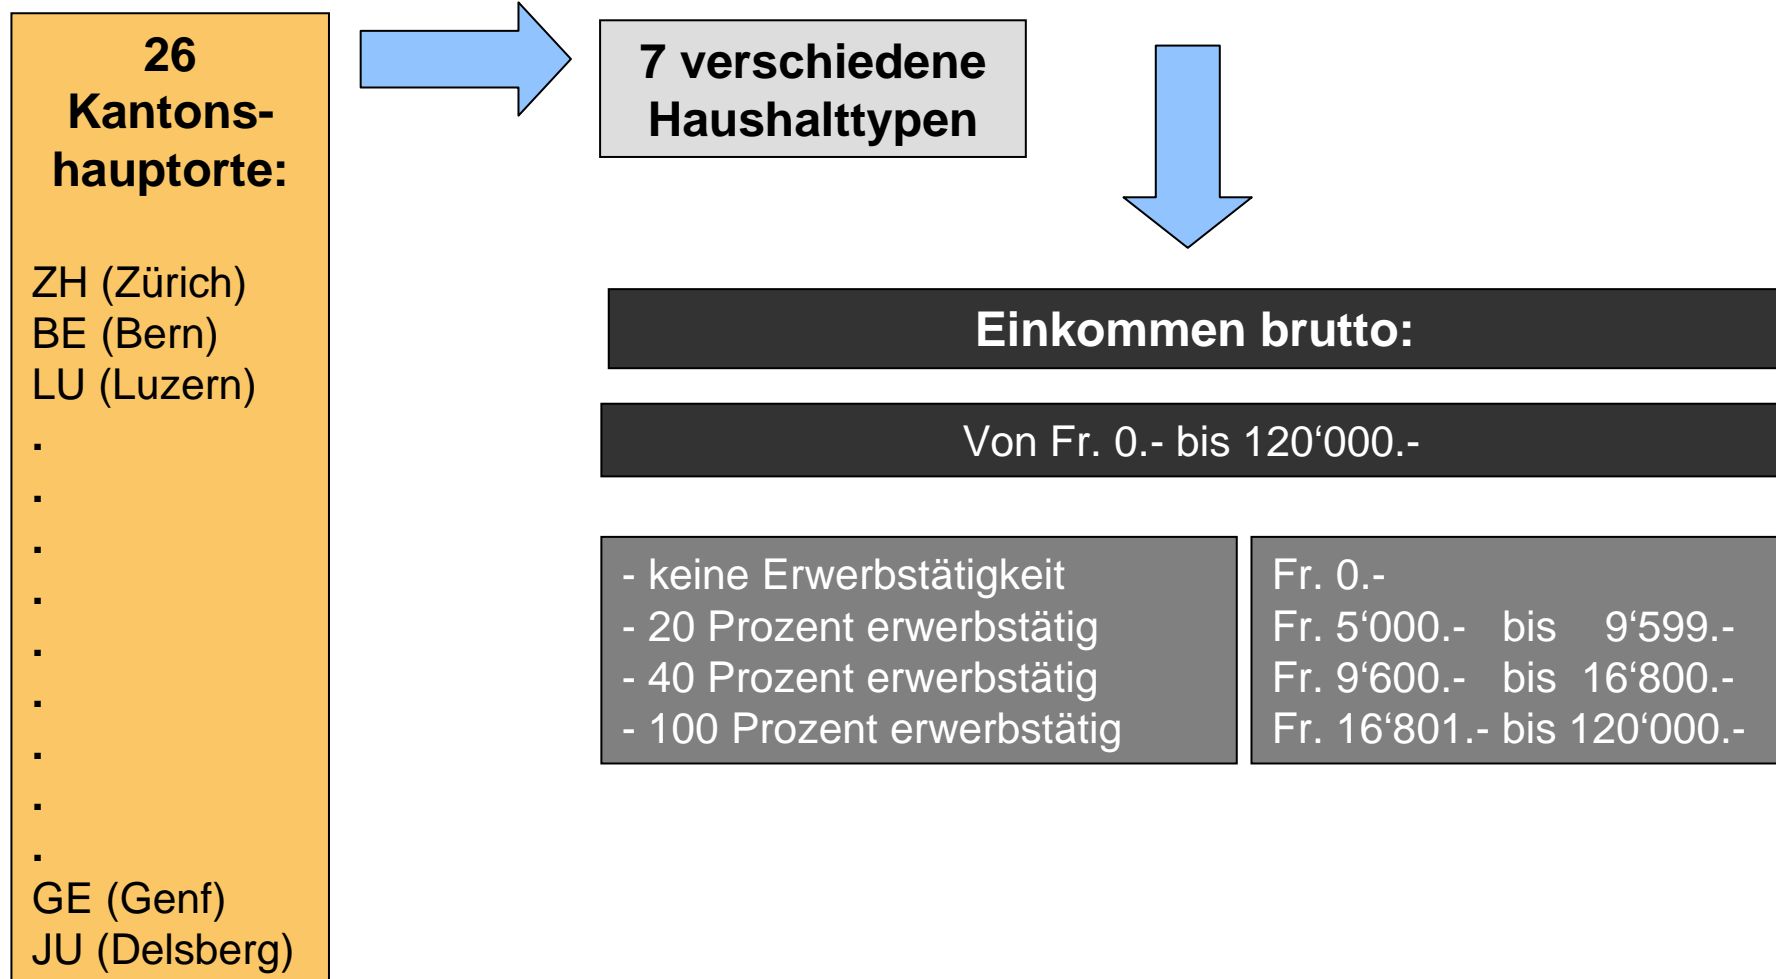 26
Kantons-
hauptorte:
ZH (Zürich)
BE (Bern)
LU (Luzern)
.
.
.
.
.
.
.
.
.
GE (Genf)
JU (Delsberg)
7 verschiedene
Haushalttypen
Einkommen brutto:
Von Fr. 0.- bis 120‘000.-
- keine Erwerbstätigkeit Fr. 0.-
- 20 Prozent erwerbstätig Fr. 5‘000.- bis 9‘599.-
- 40 Prozent erwerbstätig Fr. 9‘600.- bis 16‘800.-
- 100 Prozent erwerbstätig Fr. 16‘801.- bis 120‘000.-